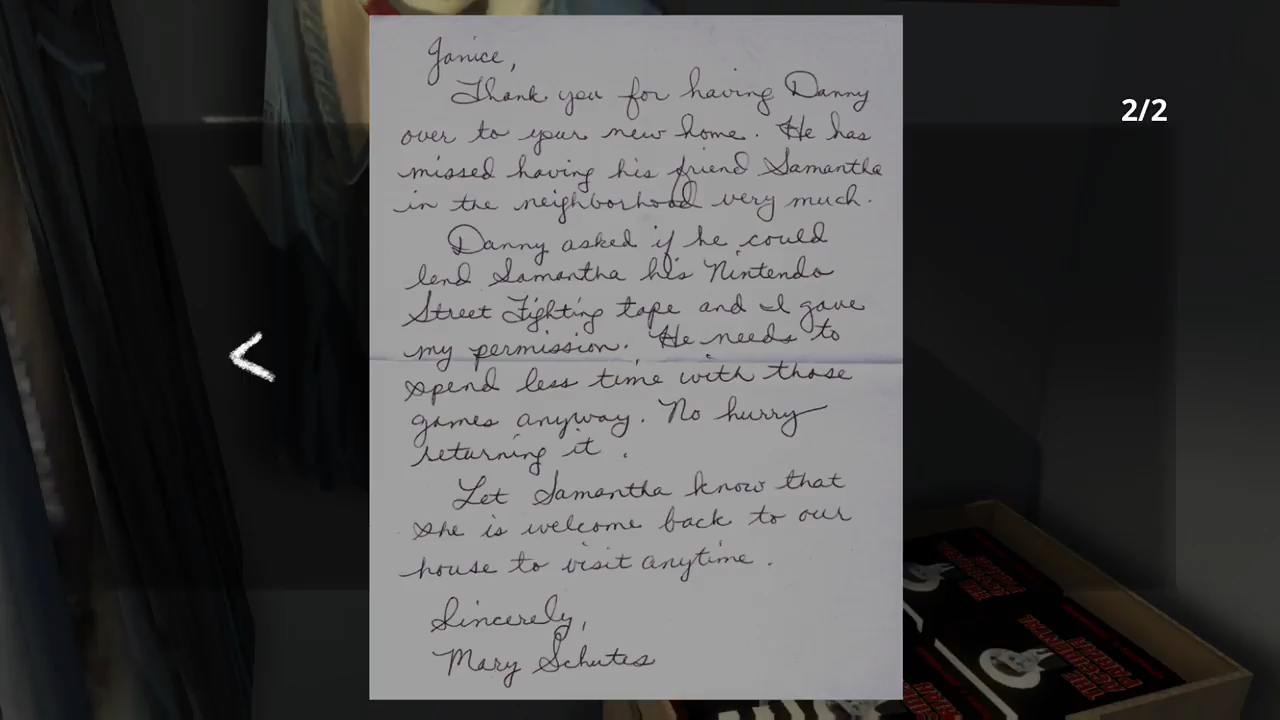 Janice,
Thank you for having Danny
over to your new home. He has
missed having his friend Samantha
in the neighborhood very much.
Danny asked if he could
lend Samantha his Nintendo
Street Fighting tape and I gave
my permission. He needs to
spend less time with those
games anyway. No hurry
returning it.
Let Samantha know that
she is welcome back to our
house to visit anytime.
Sincerely,
Mary Schutes
2/2
<
THE
ACCIDENTAL
PARIAH